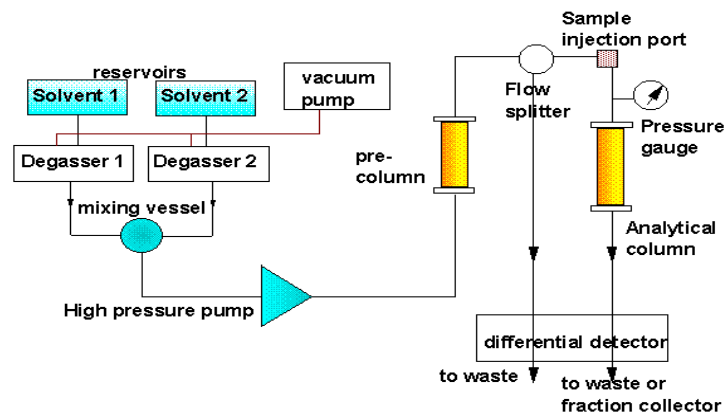 reservoirs
Solvent 1
Solvent 2
vacuum
pump
Degasser 1
Degasser 2
mixing vessel
High pressure pump
pre-
column
Flow
splitter
Sample
injection port
Pressure
gauge
Analytical
column
differential detector
to waste
to waste or
fraction collector